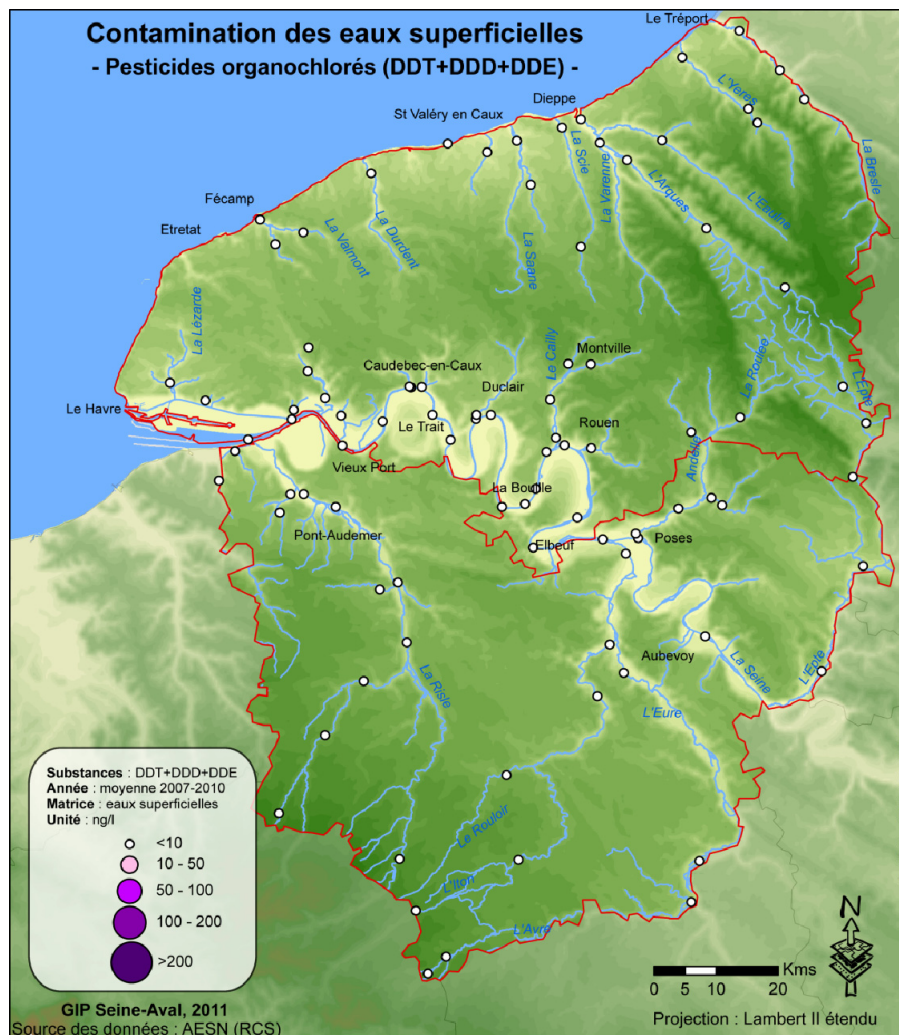 Contamination des eaux superficielles
- Pesticides organochlorés (DDT+DDD+DDE) -
Le Tréport
Dieppe
St Valéry en Caux
L'Yeres
La Scie
La Varenne
La Bresle
L'Arques
L'Eaulne
Fécamp
Etretat
La Valmont
La Durdent
La Saane
La Lézarde
Le Cailly
Montville
Caudebec-en-Caux
Duclair
La Roulée
L'Epte
Le Havre
Le Trait
Rouen
Vieux Port
Andelle
La Bouille
Pont-Audemer
Elbeuf
Poses
Aubevoy
La Seine
L'Epte
La Risle
L'Eure
Le Rouloir
L'Iton
L'Avre
Substances : DDT+DDD+DDE
Année : moyenne 2007-2010
Matrice : eaux superficielles
Unité : ng/l
<10
10 - 50
50 - 100
100 - 200
>200
N
Kms
0 5 10 20
GIP Seine-Aval, 2011
Source des données : AESN (RCS)
Projection : Lambert II étendu